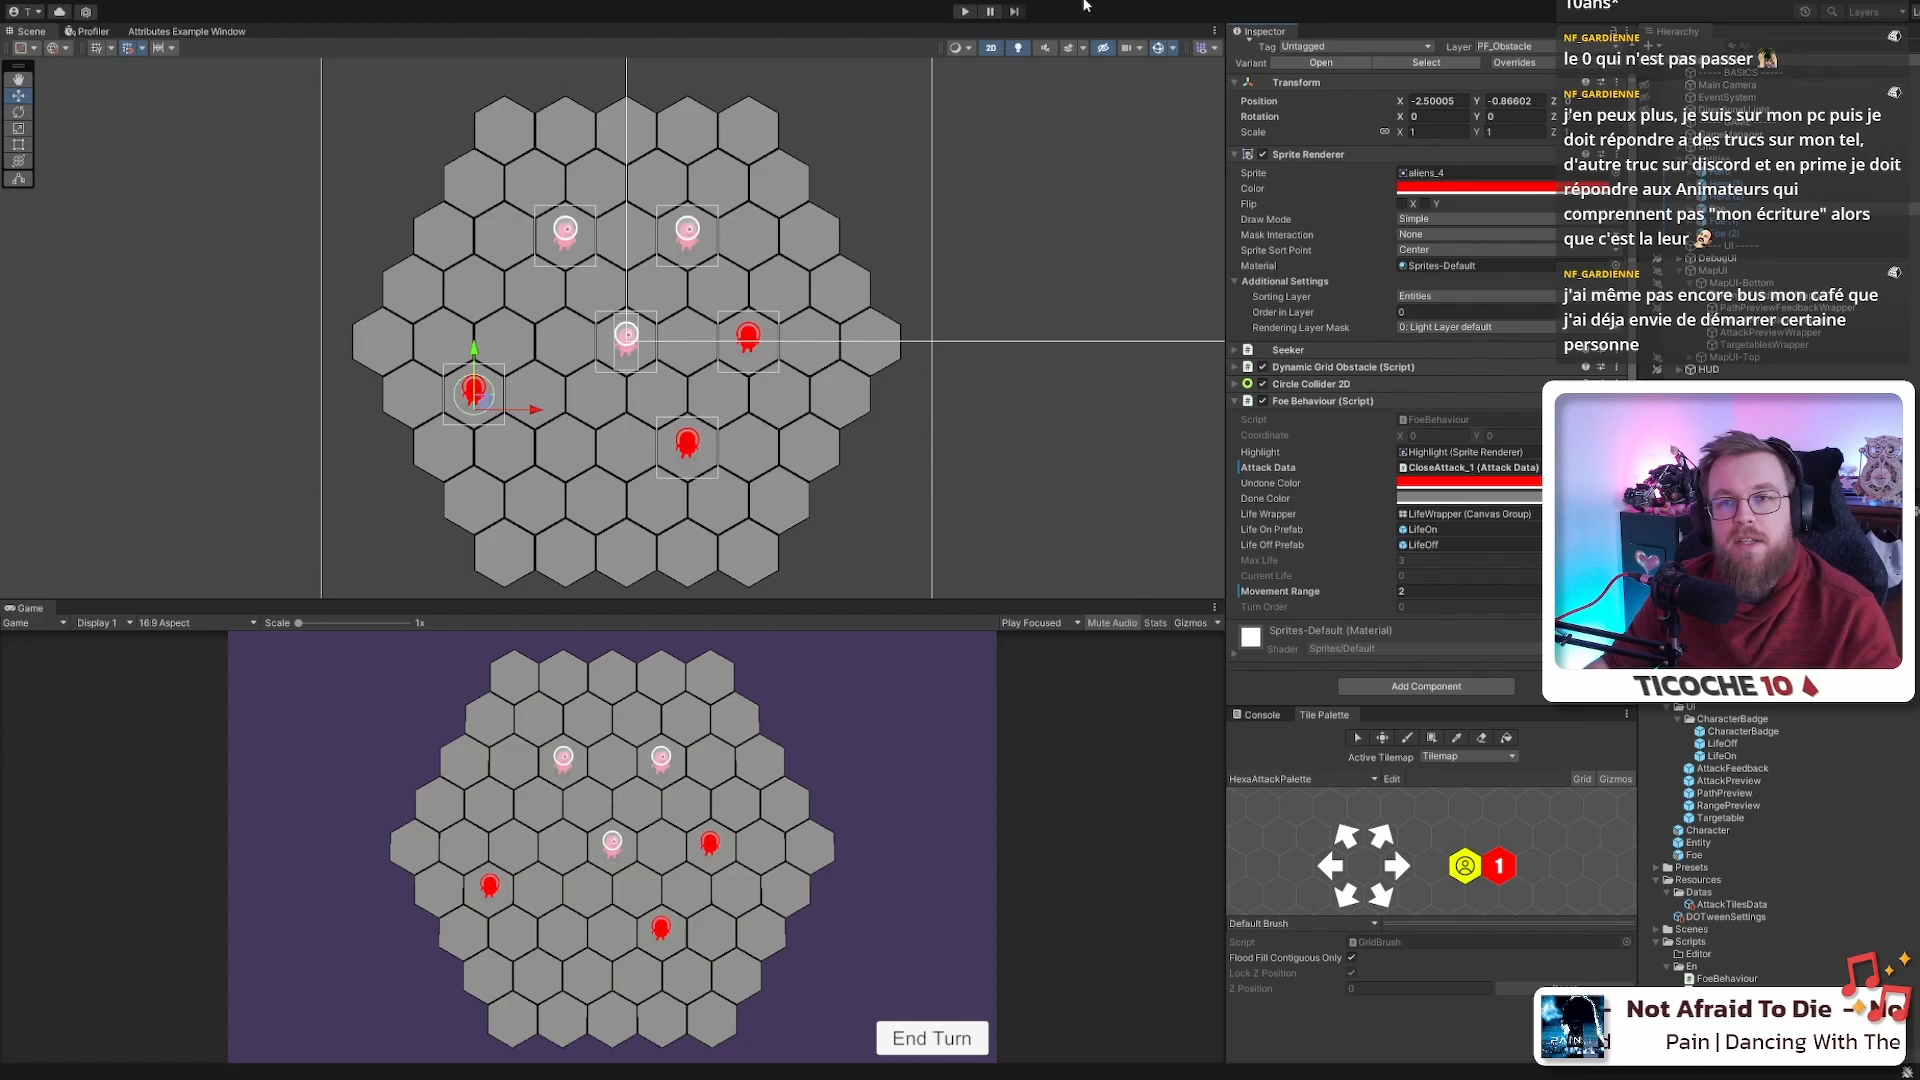 T
Layers
Scene
Profiler
Attributes Example Window
2D
Inspector
Tag Untagged
Layer PF_Obstacle
Variant
Open
Select
Overrides
Transform
Position X -2.50005 Y -0.86602 Z
Rotation X 0 Y 0 Z
Scale X 1 Y 1 Z
Sprite Renderer
Sprite aliens_4
Color
Flip X Y
Draw Mode Simple
Mask Interaction None
Sprite Sort Point Center
Material Sprites-Default
Additional Settings
Sorting Layer Entities
Order in Layer 0
Rendering Layer Mask 0: Light Layer default
Seeker
Dynamic Grid Obstacle (Script)
Circle Collider 2D
Foe Behaviour (Script)
Script FoeBehaviour
Coordinate X 0 Y 0
Highlight Highlight (Sprite Renderer)
Attack Data CloseAttack_1 (Attack Data)
Undone Color
Done Color
Life Wrapper LifeWrapper (Canvas Group)
Life On Prefab LifeOn
Life Off Prefab LifeOff
Max Life 3
Current Life 0
Movement Range 2
Turn Order 0
Sprites-Default (Material)
Shader Sprites/Default
Add Component
Hierarchy
BASICS
Main Camera
EventSystem
DebugUI
MapUI
MapUI-Bottom
PathPreviewFeedbackWrapper
AttackPreviewWrapper
TargetablesWrapper
MapUI-Top
HUD
10ans*
NF_GARDIENNE
le 0 qui n'est pas passer
NF_GARDIENNE
j'en peux plus, je suis sur mon pc puis je
doit répondre a des trucs sur mon tel,
d'autre truc sur discord et en prime je doit
répondre aux Animateurs qui
comprennent pas "mon écriture" alors
que c'est la leur
NF_GARDIENNE
j'ai même pas encore bus mon café que
j'ai déja envie de démarrer certaine
personne
TICOCHE 10
Game
Game
Display 1
16:9 Aspect
Scale 1x
Play Focused
Mute Audio
Stats
Gizmos
End Turn
Console
Tile Palette
Active Tilemap Tilemap
HexaAttackPalette
Edit
Grid
Gizmos
1
Default Brush
Script GridBrush
Flood Fill Contiguous Only
Lock Z Position
Z Position 0
UI
CharacterBadge
CharacterBadge
LifeOff
LifeOn
AttackFeedback
AttackPreview
PathPreview
RangePreview
Targetable
Character
Entity
Foe
Presets
Resources
Datas
AttackTilesData
DOTweenSettings
Scenes
Scripts
Editor
En
FoeBehaviour
Not Afraid To Die - No
Pain | Dancing With The
PAIN